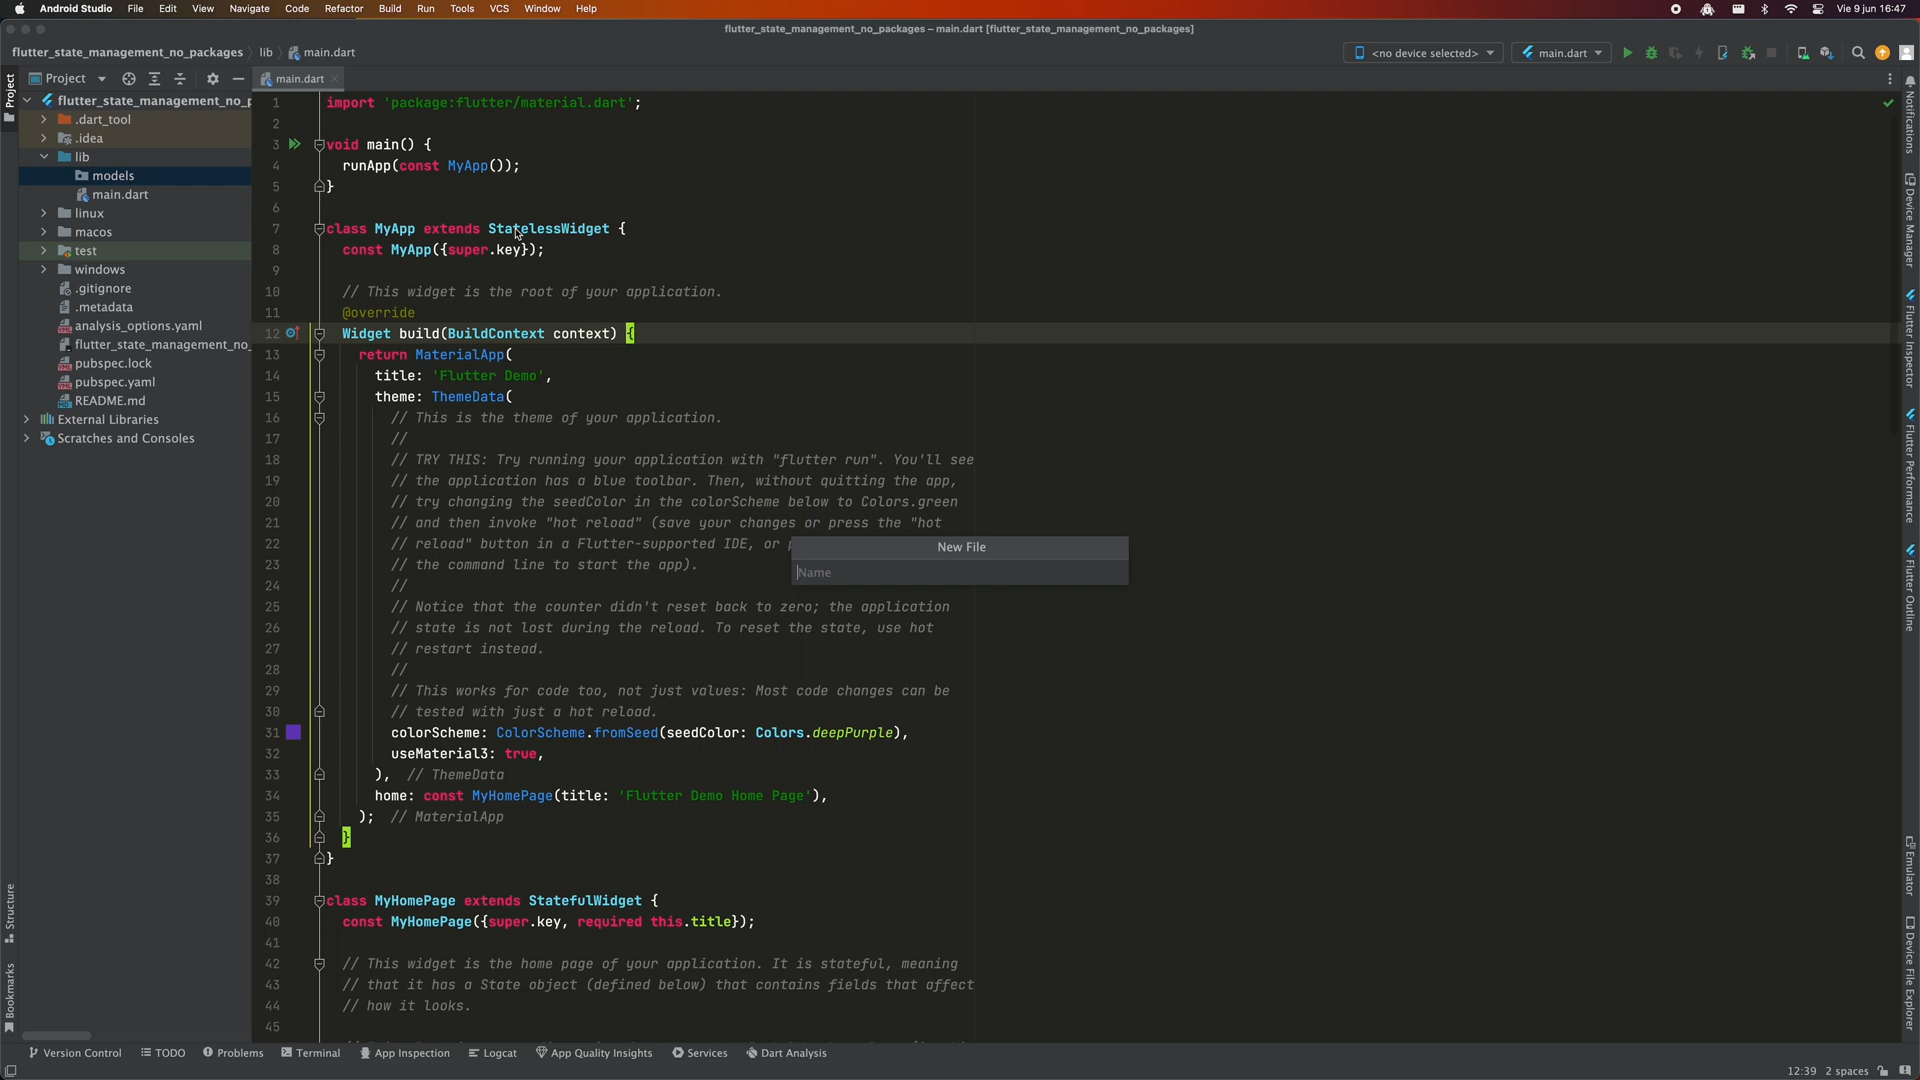 Android Studio File Edit View Navigate Code Refactor Build Run Tools VCS Window Help Vie 9 jun 16:47
flutter_state_management_no_packages – main.dart [flutter_state_management_no_packages]
flutter_state_management_no_packages lib main.dart <no device selected> main.dart
Project main.dart
Project
flutter_state_management_no_p
.dart_tool
.idea
lib
models
main.dart
linux
macos
test
windows
.gitignore
.metadata
analysis_options.yaml
flutter_state_management_no_
pubspec.lock
pubspec.yaml
README.md
External Libraries
Scratches and Consoles
Structure
Bookmarks
1 import 'package:flutter/material.dart';
2
3 void main() {
4 runApp(const MyApp());
5 }
6
7 class MyApp extends StatelessWidget {
8 const MyApp({super.key});
9
10 // This widget is the root of your application.
11 @override
12 Widget build(BuildContext context) {
13 return MaterialApp(
14 title: 'Flutter Demo',
15 theme: ThemeData(
16 // This is the theme of your application.
17 //
18 // TRY THIS: Try running your application with "flutter run". You'll see
19 // the application has a blue toolbar. Then, without quitting the app,
20 // try changing the seedColor in the colorScheme below to Colors.green
21 // and then invoke "hot reload" (save your changes or press the "hot
22 // reload" button in a Flutter-supported IDE, or
23 // the command line to start the app).
24 //
25 // Notice that the counter didn't reset back to zero; the application
26 // state is not lost during the reload. To reset the state, use hot
27 // restart instead.
28 //
29 // This works for code too, not just values: Most code changes can be
30 // tested with just a hot reload.
31 colorScheme: ColorScheme.fromSeed(seedColor: Colors.deepPurple),
32 useMaterial3: true,
33 ), // ThemeData
34 home: const MyHomePage(title: 'Flutter Demo Home Page'),
35 ); // MaterialApp
36 }
37 }
38
39 class MyHomePage extends StatefulWidget {
40 const MyHomePage({super.key, required this.title});
41
42 // This widget is the home page of your application. It is stateful, meaning
43 // that it has a State object (defined below) that contains fields that affect
44 // how it looks.
45
New File
Name
Notifications
Device Manager
Flutter Inspector
Flutter Performance
Flutter Outline
Emulator
Device File Explorer
Version Control TODO Problems Terminal App Inspection Logcat App Quality Insights Services Dart Analysis
12:39 2 spaces